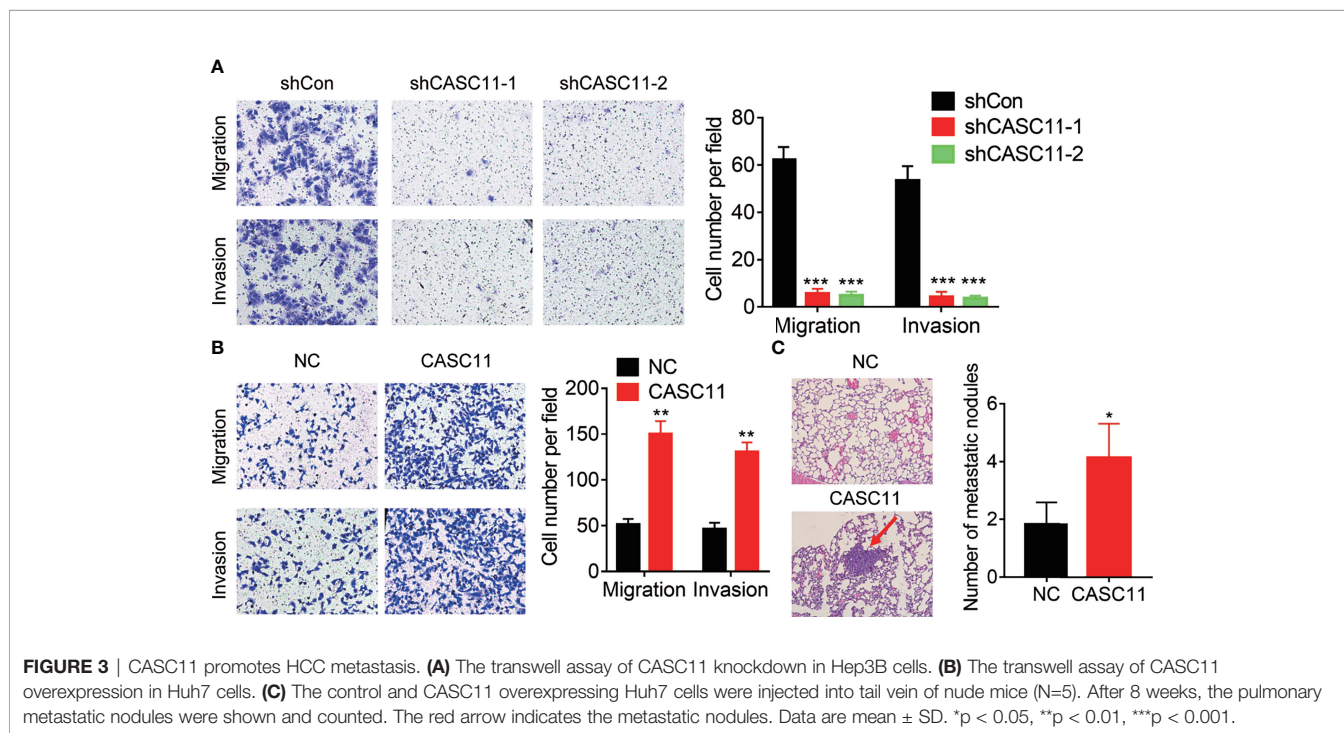 A
shCon
shCASC11-1
shCASC11-2
Migration
Invasion
shCon
shCASC11-1
shCASC11-2
Cell number per field
80
60
40
20
0
***
***
***
***
Migration
Invasion
B
NC
CASC11
Migration
Invasion
NC
CASC11
Cell number per field
200
150
100
50
0
**
**
Migration
Invasion
C
NC
CASC11
Number of metastatic nodules
6
4
2
0
*
NC
CASC11
FIGURE 3 | CASC11 promotes HCC metastasis. (A) The transwell assay of CASC11 knockdown in Hep3B cells. (B) The transwell assay of CASC11
overexpression in Huh7 cells. (C) The control and CASC11 overexpressing Huh7 cells were injected into tail vein of nude mice (N=5). After 8 weeks, the pulmonary
metastatic nodules were shown and counted. The red arrow indicates the metastatic nodules. Data are mean ± SD. *p < 0.05, **p < 0.01, ***p < 0.001.